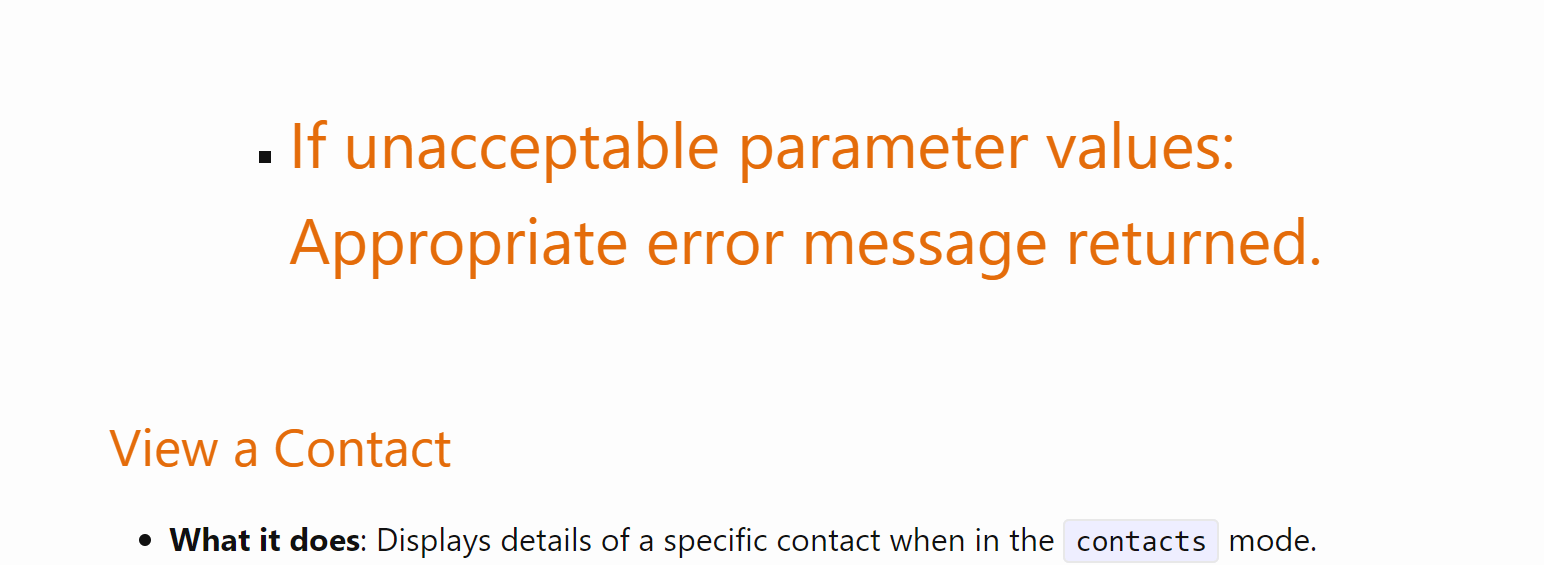 If unacceptable parameter values:
Appropriate error message returned.
View a Contact
What it does: Displays details of a specific contact when in the contacts mode.